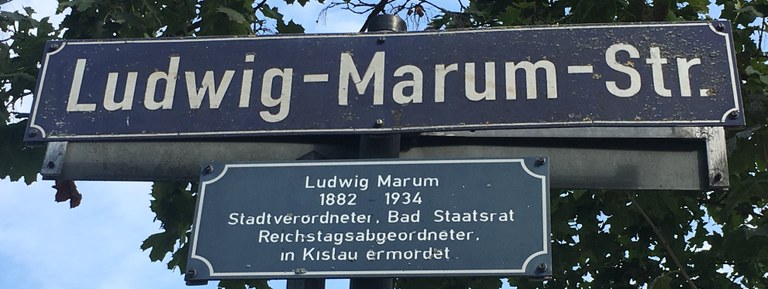 Ludwig-Marum-Str.
Ludwig Marum
1882 1934
Stadtverordneter, Bad Staatsrat
Reichstagsabgeordneter,
in Kislau ermordet